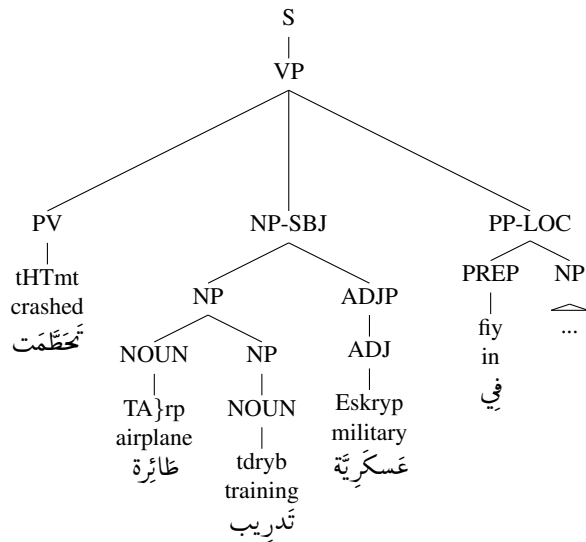 S
VP
PV NP-SBJ PP-LOC
PREP NP
NP ADJP
tHTmt
crashed
تَحَطَّمَت
fiy
in
فِي
...
NOUN NP ADJ
TA}rp
airplane
طَائِرة
NOUN
Eskryp
military
عَسكَرِيَّة
tdryb
training
تَدرِيب